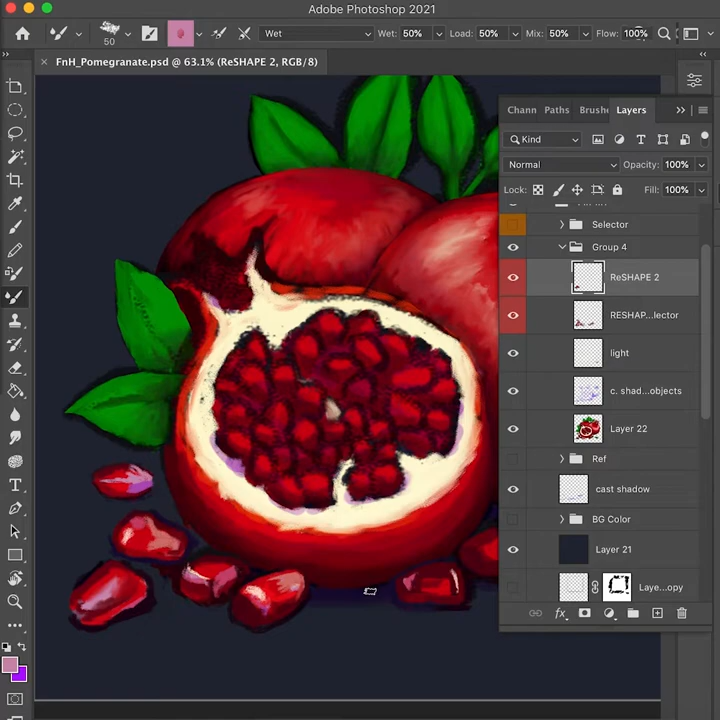 Adobe Photoshop 2021
50
Wet
Wet: 50%
Load: 50%
Mix: 50%
Flow: 100%
× FnH_Pomegranate.psd @ 63.1% (ReSHAPE 2, RGB/8)
Chann
Paths
Brushe
Layers
Kind
Normal
Opacity: 100%
Lock:
Fill: 100%
Selector
Group 4
ReSHAPE 2
RESHAP...lector
light
c. shad...objects
Layer 22
Ref
cast shadow
BG Color
Layer 21
Laye...opy
fx